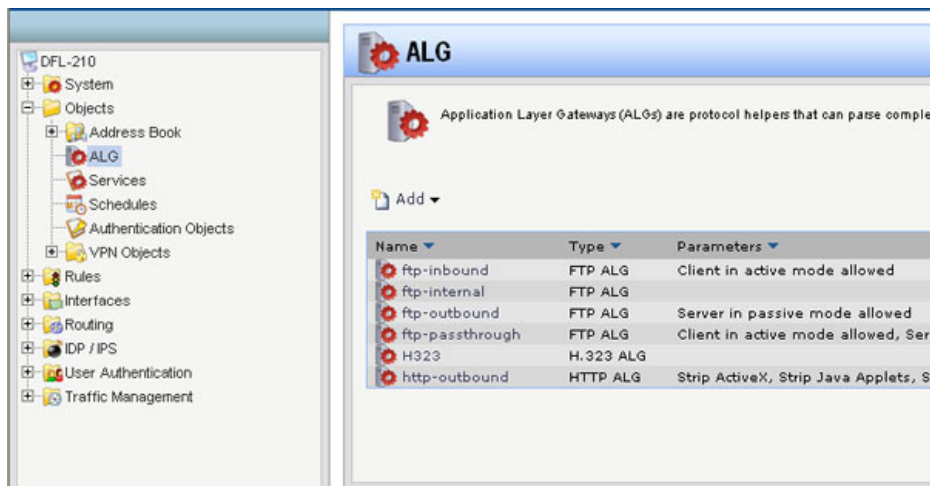 DFL-210
System
Objects
Address Book
ALG
Services
Schedules
Authentication Objects
VPN Objects
Rules
Interfaces
Routing
IDP / IPS
User Authentication
Traffic Management
ALG
Application Layer Gateways (ALGs) are protocol helpers that can parse comple
Add
Name Type Parameters
ftp-inbound FTP ALG Client in active mode allowed
ftp-internal FTP ALG
ftp-outbound FTP ALG Server in passive mode allowed
ftp-passthrough FTP ALG Client in active mode allowed, Ser
H323 H.323 ALG
http-outbound HTTP ALG Strip ActiveX, Strip Java Applets, S